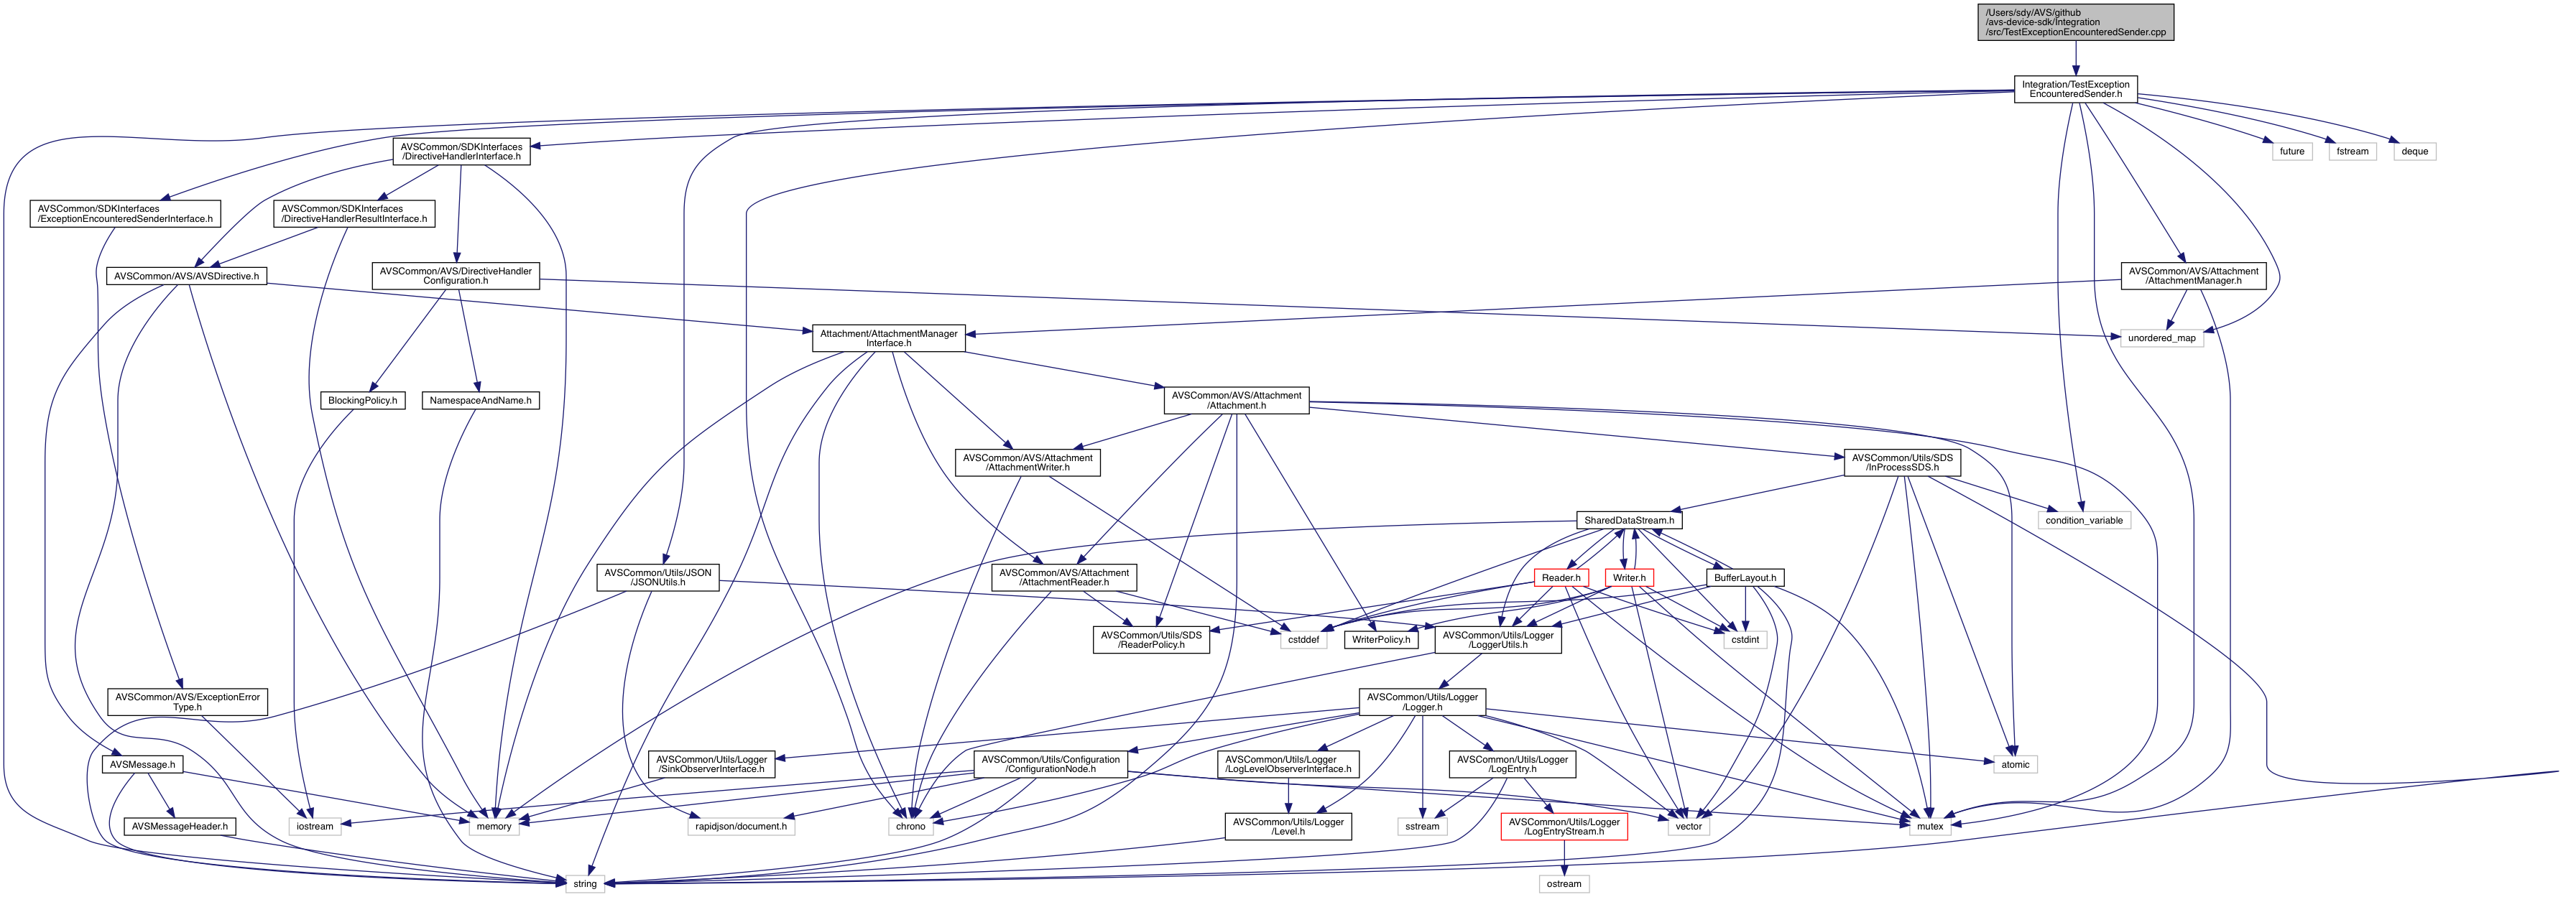 /Users/sdy/AVS/github
/avs-device-sdk/Integration
/src/TestExceptionEncounteredSender.cpp
Integration/TestException
EncounteredSender.h
AVSCommon/SDKInterfaces
/DirectiveHandlerInterface.h
future
fstream
deque
AVSCommon/SDKInterfaces
/ExceptionEncounteredSenderInterface.h
AVSCommon/SDKInterfaces
/DirectiveHandlerResultInterface.h
AVSCommon/AVS/AVSDirective.h
AVSCommon/AVS/DirectiveHandler
Configuration.h
AVSCommon/AVS/Attachment
/AttachmentManager.h
Attachment/AttachmentManager
Interface.h
unordered_map
BlockingPolicy.h
NamespaceAndName.h
AVSCommon/AVS/Attachment
/Attachment.h
AVSCommon/AVS/Attachment
/AttachmentWriter.h
AVSCommon/Utils/SDS
/InProcessSDS.h
SharedDataStream.h
condition_variable
AVSCommon/Utils/JSON
/JSONUtils.h
AVSCommon/AVS/Attachment
/AttachmentReader.h
Reader.h
Writer.h
BufferLayout.h
AVSCommon/Utils/SDS
/ReaderPolicy.h
cstddef
WriterPolicy.h
AVSCommon/Utils/Logger
/LoggerUtils.h
cstdint
AVSCommon/AVS/ExceptionError
Type.h
AVSCommon/Utils/Logger
/Logger.h
AVSMessage.h
AVSCommon/Utils/Logger
/SinkObserverInterface.h
AVSCommon/Utils/Configuration
/ConfigurationNode.h
AVSCommon/Utils/Logger
/LogLevelObserverInterface.h
AVSCommon/Utils/Logger
/LogEntry.h
atomic
AVSMessageHeader.h
iostream
memory
rapidjson/document.h
chrono
AVSCommon/Utils/Logger
/Level.h
sstream
AVSCommon/Utils/Logger
/LogEntryStream.h
vector
mutex
string
ostream